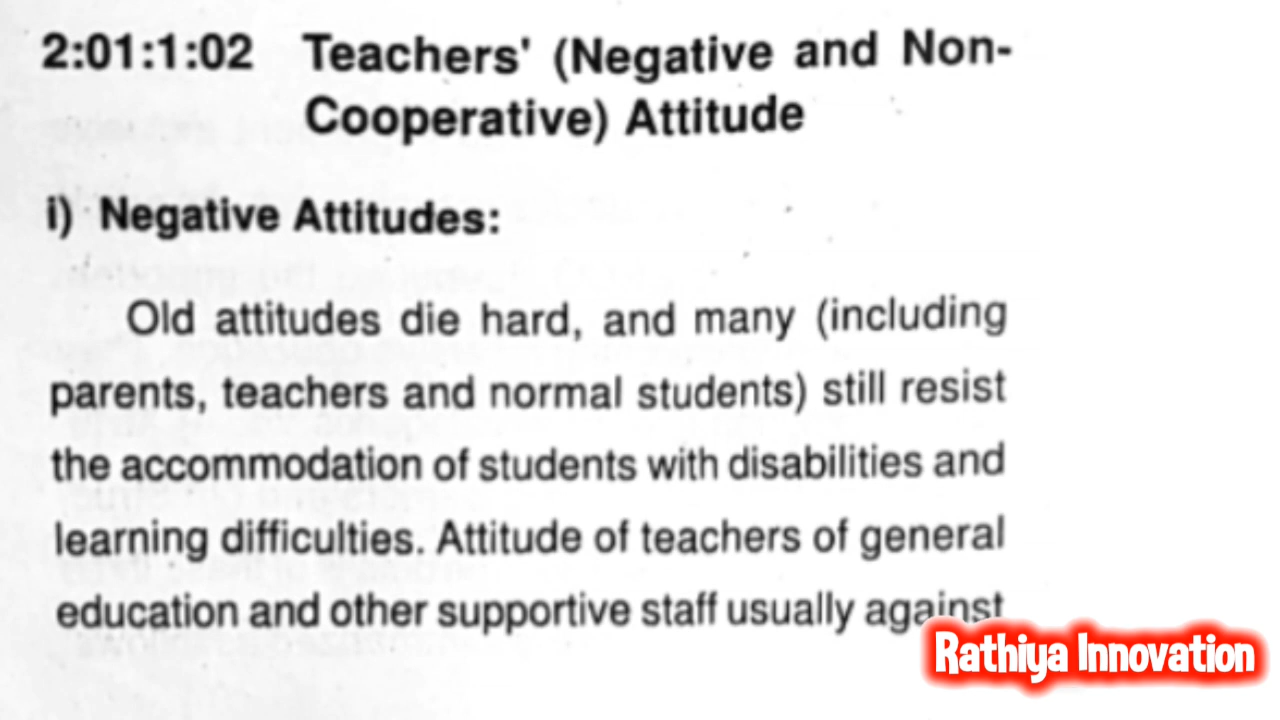 2:01:1:02 Teachers' (Negative and Non-
Cooperative) Attitude
i) Negative Attitudes:
Old attitudes die hard, and many (including
parents, teachers and normal students) still resist
the accommodation of students with disabilities and
learning difficulties. Attitude of teachers of general
education and other supportive staff usually against
Rathiya Innovation